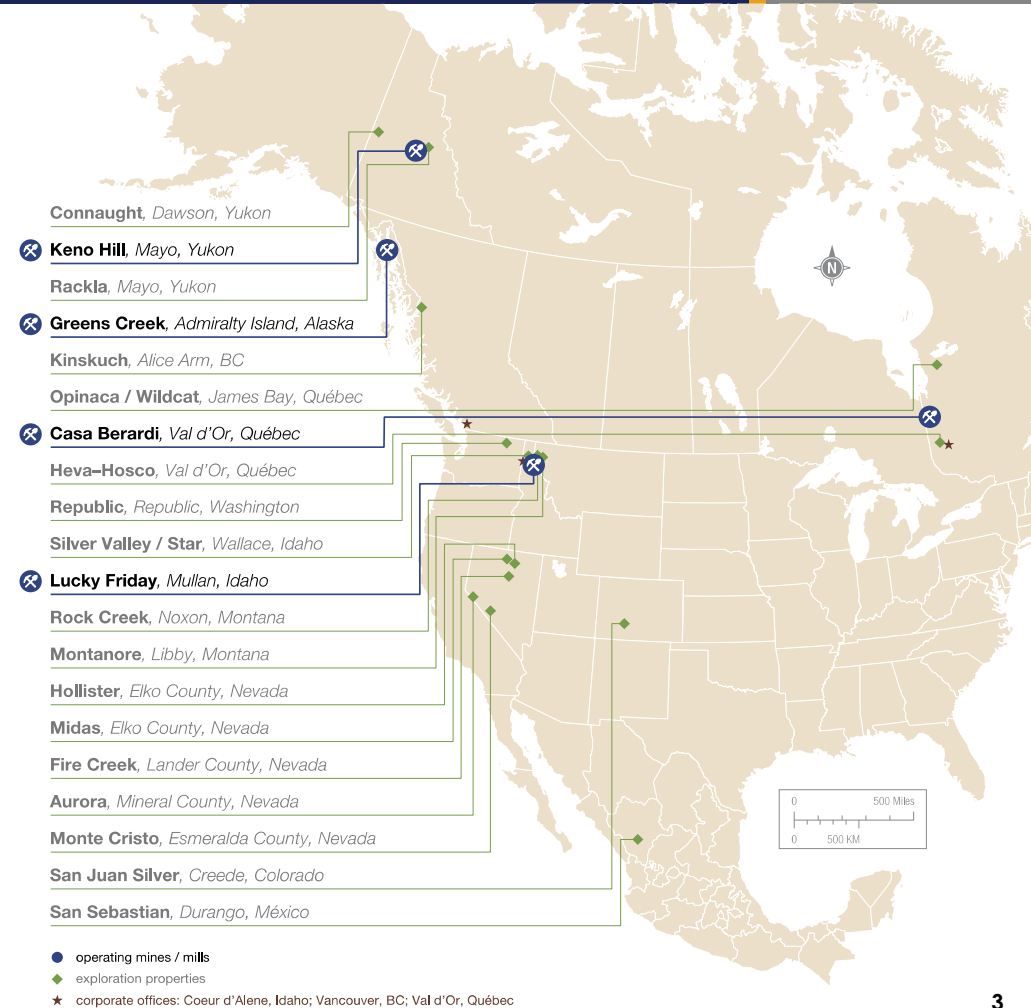 Connaught, Dawson, Yukon
Keno Hill, Mayo, Yukon
Rackla, Mayo, Yukon
Greens Creek, Admiralty Island, Alaska
Kinskuch, Alice Arm, BC
Opinaca / Wildcat, James Bay, Québec
Casa Berardi, Val d'Or, Québec
Heva–Hosco, Val d'Or, Québec
Republic, Republic, Washington
Silver Valley / Star, Wallace, Idaho
Lucky Friday, Mullan, Idaho
Rock Creek, Noxon, Montana
Montanore, Libby, Montana
Hollister, Elko County, Nevada
Midas, Elko County, Nevada
Fire Creek, Lander County, Nevada
Aurora, Mineral County, Nevada
Monte Cristo, Esmeralda County, Nevada
San Juan Silver, Creede, Colorado
San Sebastian, Durango, México
N
0 500 Miles
0 500 KM
operating mines / mills
exploration properties
corporate offices: Coeur d'Alene, Idaho; Vancouver, BC; Val d'Or, Québec
3